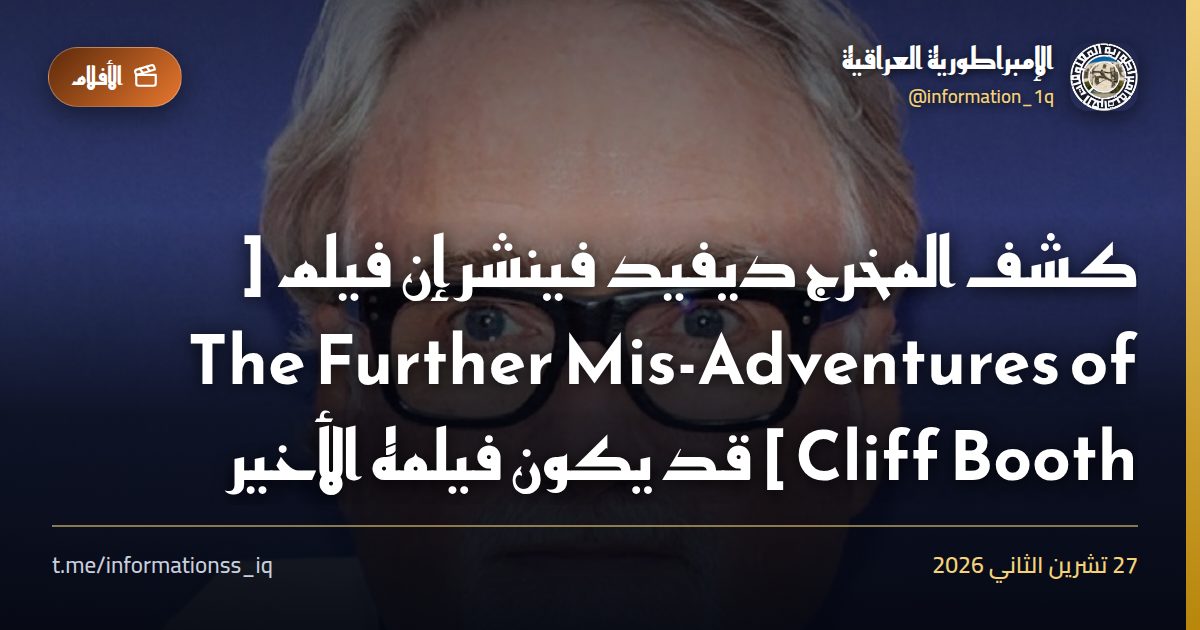 الإمبراطورية العراقية
@information_1q
الأفلام
كشف المخرج ديفيد فينشر إن فيلم [
The Further Mis-Adventures of
Cliff Booth ] قد يكون فيلمهُ الأخير
27 تشرين الثاني 2026
t.me/informationss_iq